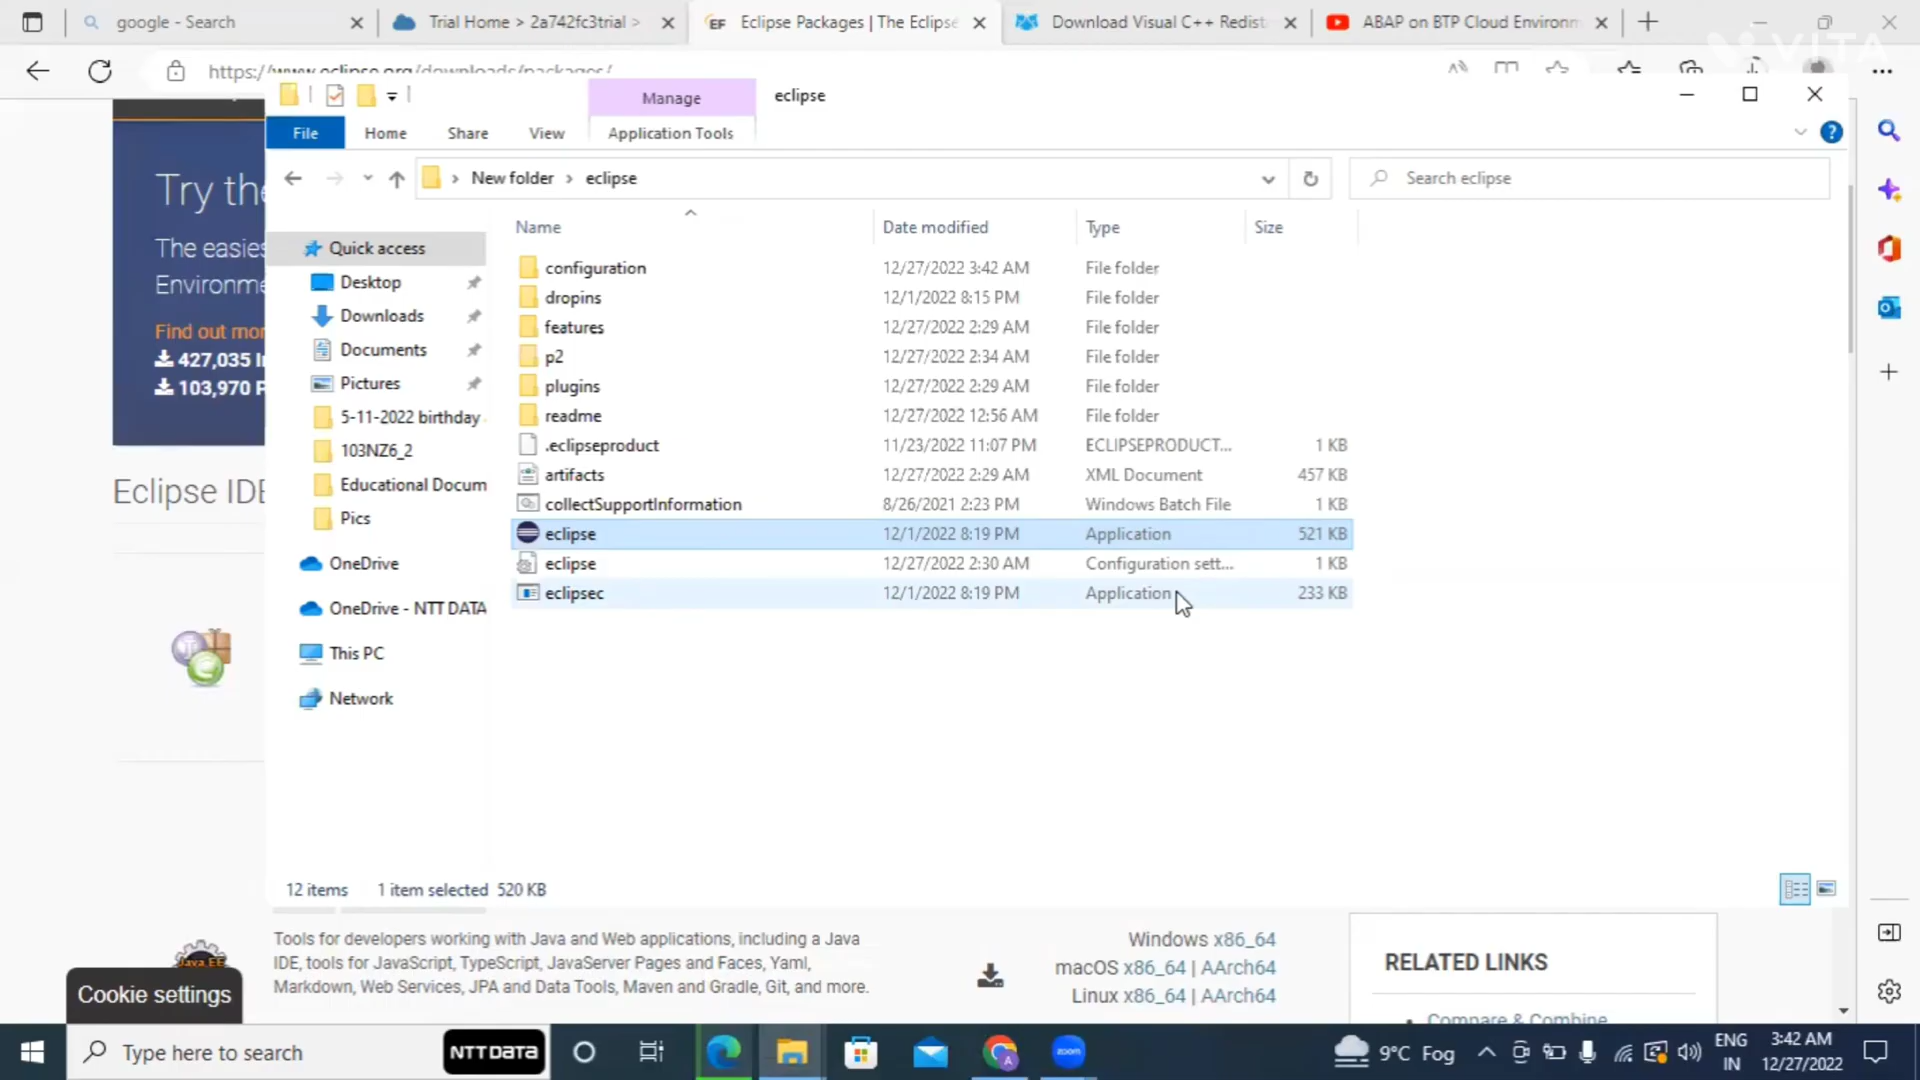 google - Search
Trial Home > 2a742fc3trial >
EF Eclipse Packages | The Eclipse
Download Visual C++ Redist
ABAP on BTP Cloud Environm
VITA
https://www.eclipse.org/downloads/packages/
Manage
eclipse
File
Home
Share
View
Application Tools
New folder > eclipse
Search eclipse
Try the
The easies
Environme
Find out mor
427,035 I
103,970 P
Eclipse IDE
Quick access
Desktop
Downloads
Documents
Pictures
5-11-2022 birthday
103NZ6_2
Educational Docum
Pics
OneDrive
OneDrive - NTT DATA
This PC
Network
Name Date modified Type Size
configuration 12/27/2022 3:42 AM File folder
dropins 12/1/2022 8:15 PM File folder
features 12/27/2022 2:29 AM File folder
p2 12/27/2022 2:34 AM File folder
plugins 12/27/2022 2:29 AM File folder
readme 12/27/2022 12:56 AM File folder
.eclipseproduct 11/23/2022 11:07 PM ECLIPSEPRODUCT... 1 KB
artifacts 12/27/2022 2:29 AM XML Document 457 KB
collectSupportInformation 8/26/2021 2:23 PM Windows Batch File 1 KB
eclipse 12/1/2022 8:19 PM Application 521 KB
eclipse 12/27/2022 2:30 AM Configuration sett... 1 KB
eclipsec 12/1/2022 8:19 PM Application 233 KB
12 items 1 item selected 520 KB
Tools for developers working with Java and Web applications, including a Java
IDE, tools for JavaScript, TypeScript, JavaServer Pages and Faces, Yaml,
Markdown, Web Services, JPA and Data Tools, Maven and Gradle, Git, and more.
Java EE
Windows x86_64
macOS x86_64 | AArch64
Linux x86_64 | AArch64
RELATED LINKS
Compare & Combine
Cookie settings
Type here to search
NTT DATA
zoom
9°C Fog
ENG
IN
3:42 AM
12/27/2022